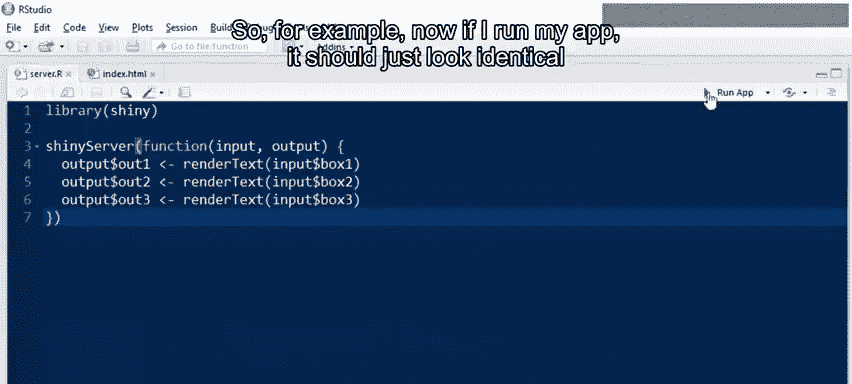 RStudio
So, for example, now if I run my app,
it should just look identical
File Edit Code View Plots Session Build
Go to file/function Addins
server.R × index.html ×
Run App
1 library(shiny)
2
3 shinyServer(function(input, output) {
4 output$out1 <- renderText(input$box1)
5 output$out2 <- renderText(input$box2)
6 output$out3 <- renderText(input$box3)
7 })